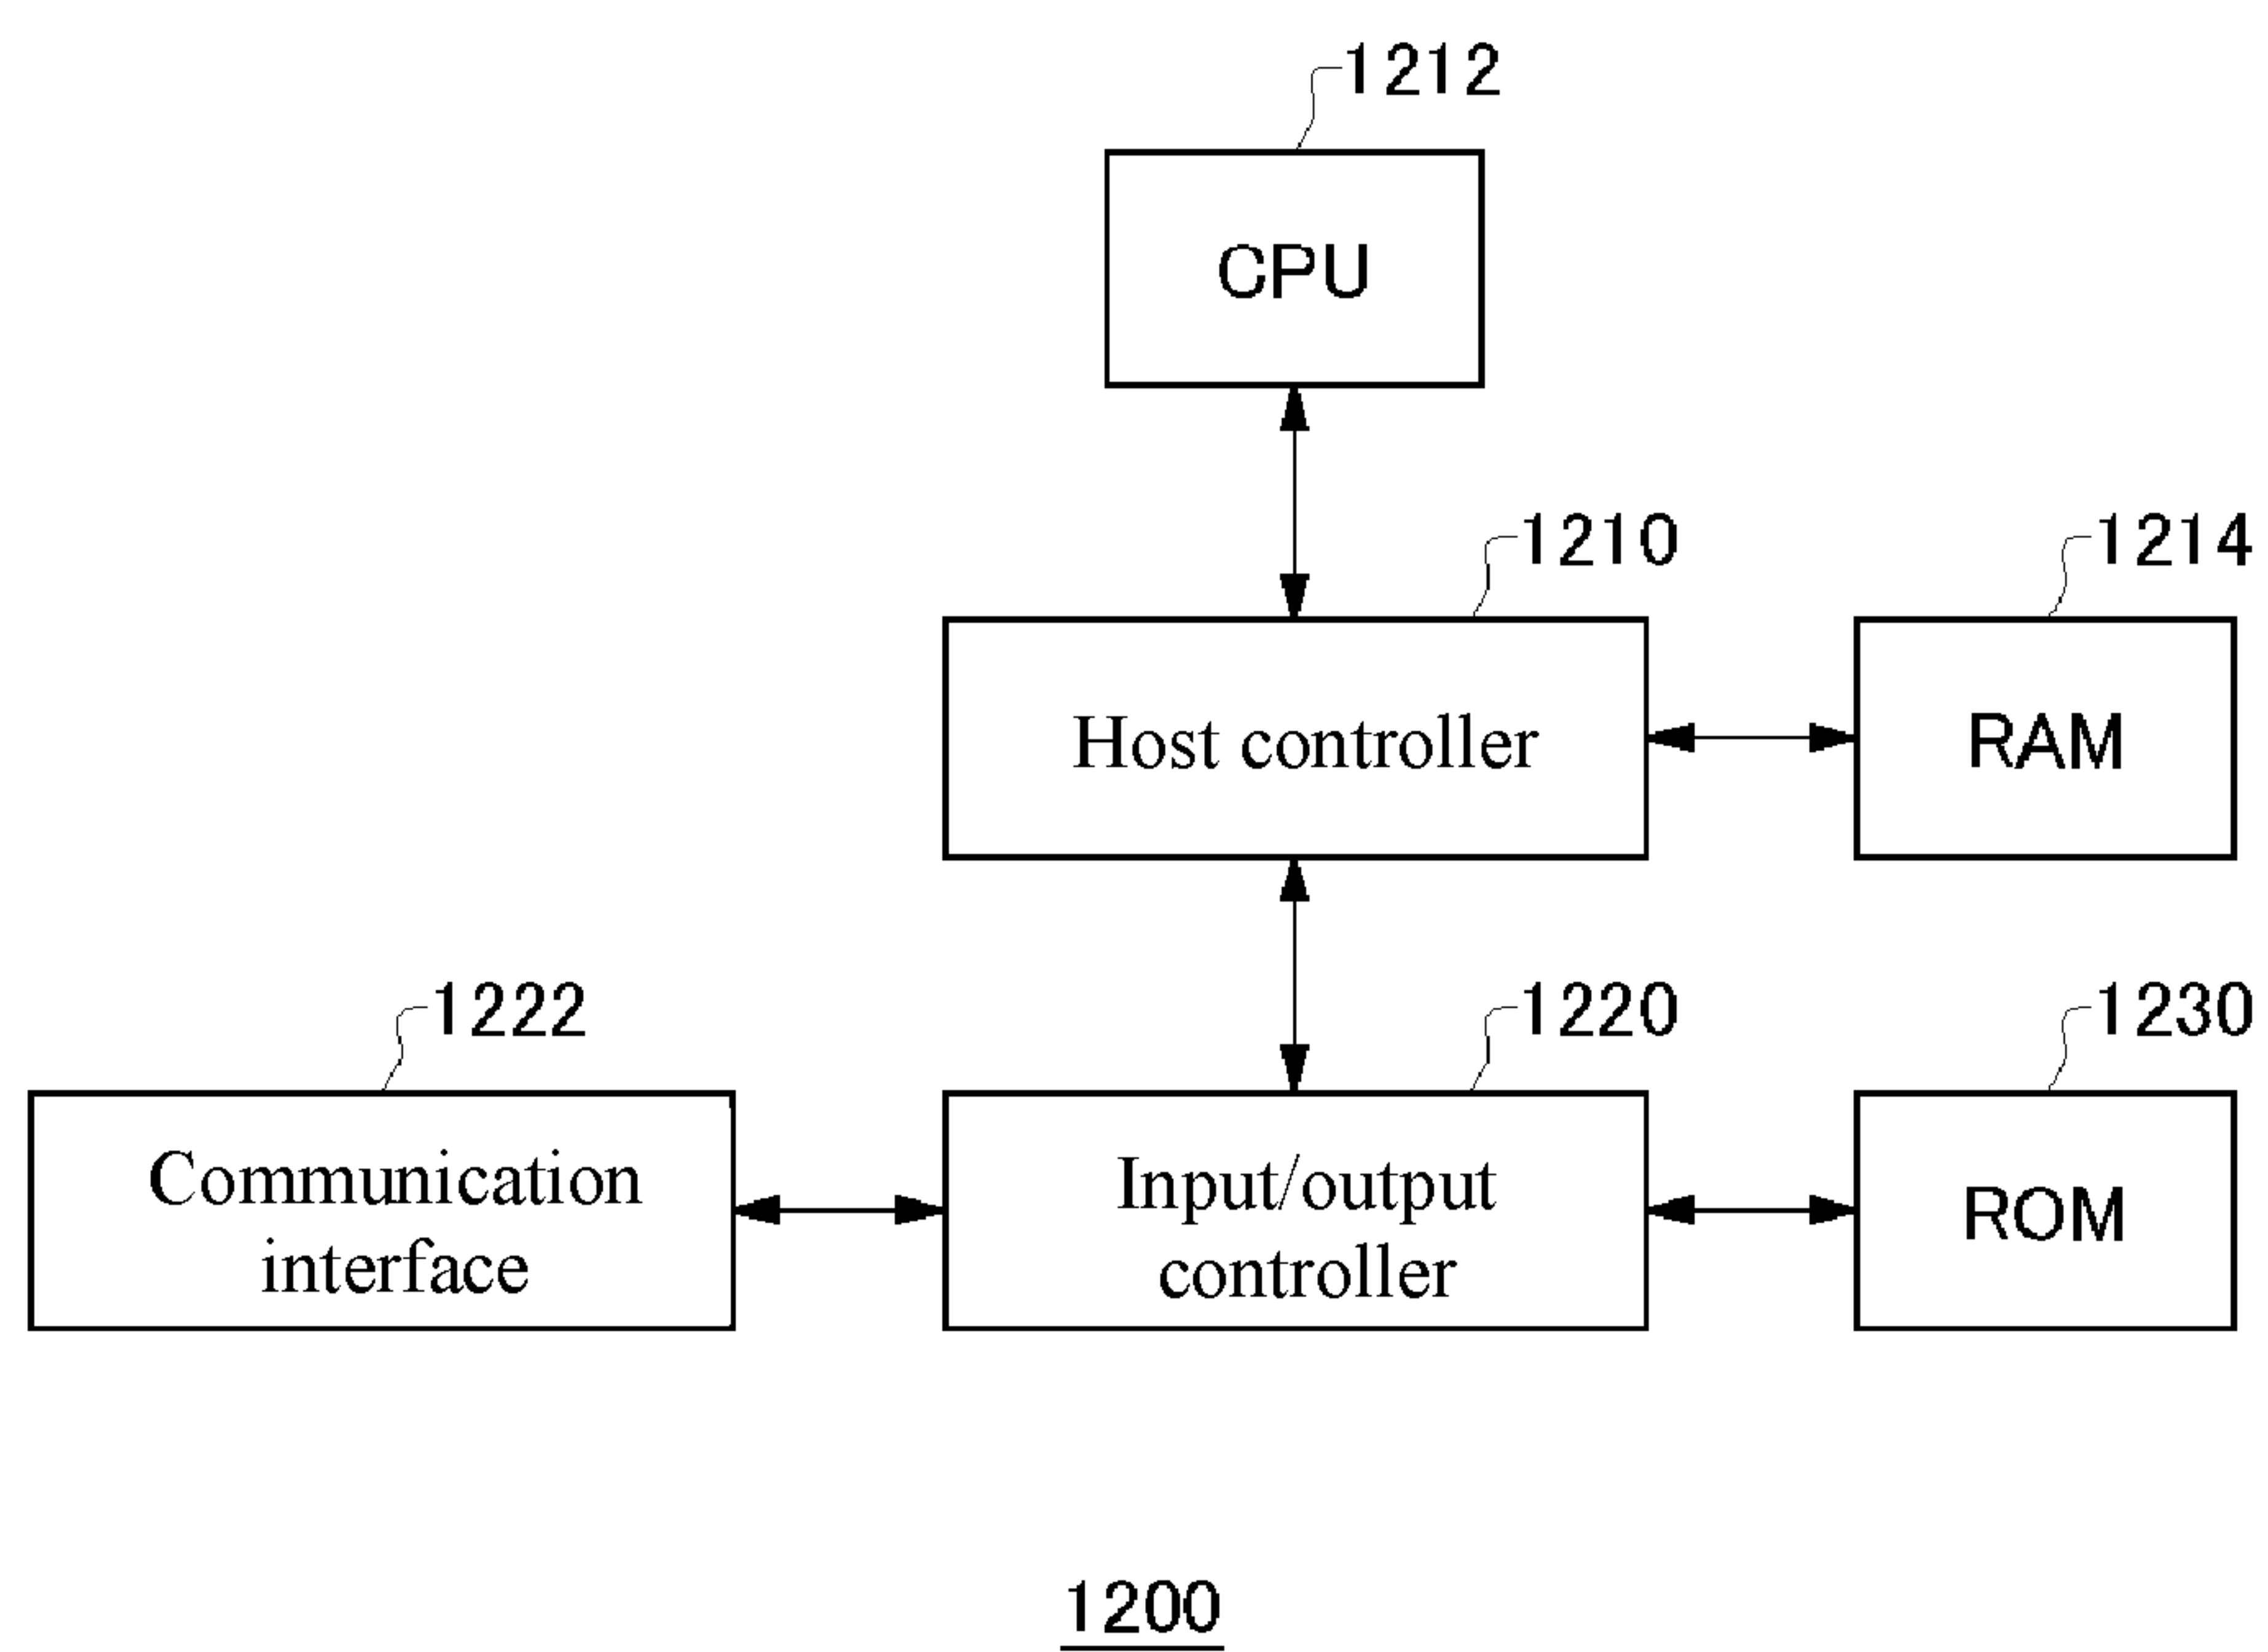 1212
CPU
1210
1214
Host controller
RAM
1222
1220
1230
Communication
interface
Input/output
controller
ROM
1200